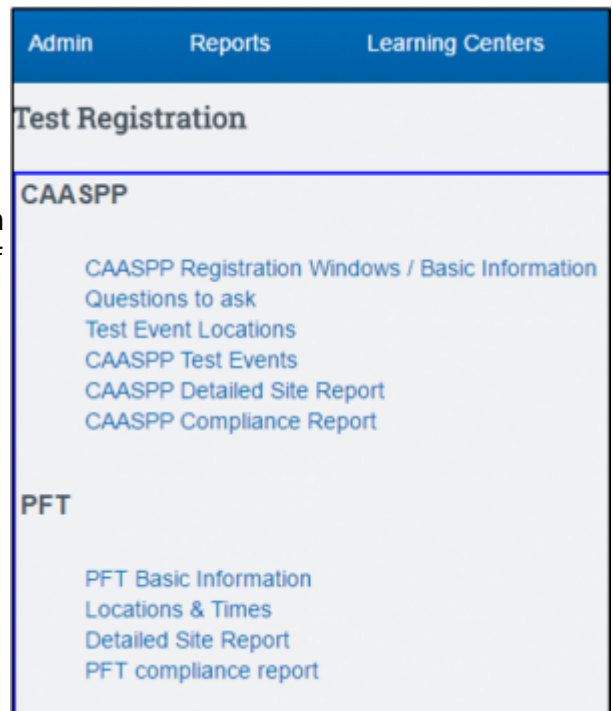 Admin Reports Learning Centers
Test Registration
CAASPP
CAASPP Registration Windows / Basic Information
Questions to ask
Test Event Locations
CAASPP Test Events
CAASPP Detailed Site Report
CAASPP Compliance Report
PFT
PFT Basic Information
Locations & Times
Detailed Site Report
PFT compliance report